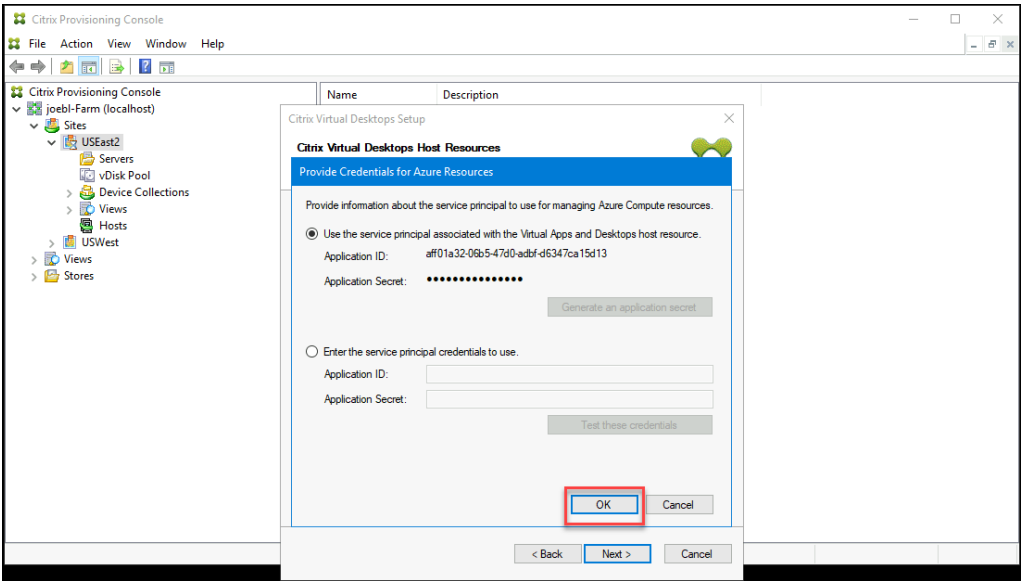 Citrix Provisioning Console
File Action View Window Help
Citrix Provisioning Console
joebl-Farm (localhost)
Sites
USEast2
Servers
vDisk Pool
Device Collections
Views
Hosts
USWest
Views
Stores
Name Description
Citrix Virtual Desktops Setup
Citrix Virtual Desktops Host Resources
Provide Credentials for Azure Resources
Provide information about the service principal to use for managing Azure Compute resources.
Use the service principal associated with the Virtual Apps and Desktops host resource.
Application ID: aff01a32-06b5-47d0-adbf-d6347ca15d13
Application Secret: •••••••••••••••
Generate an application secret
Enter the service principal credentials to use.
Application ID:
Application Secret:
Test these credentials
OK Cancel
< Back Next > Cancel